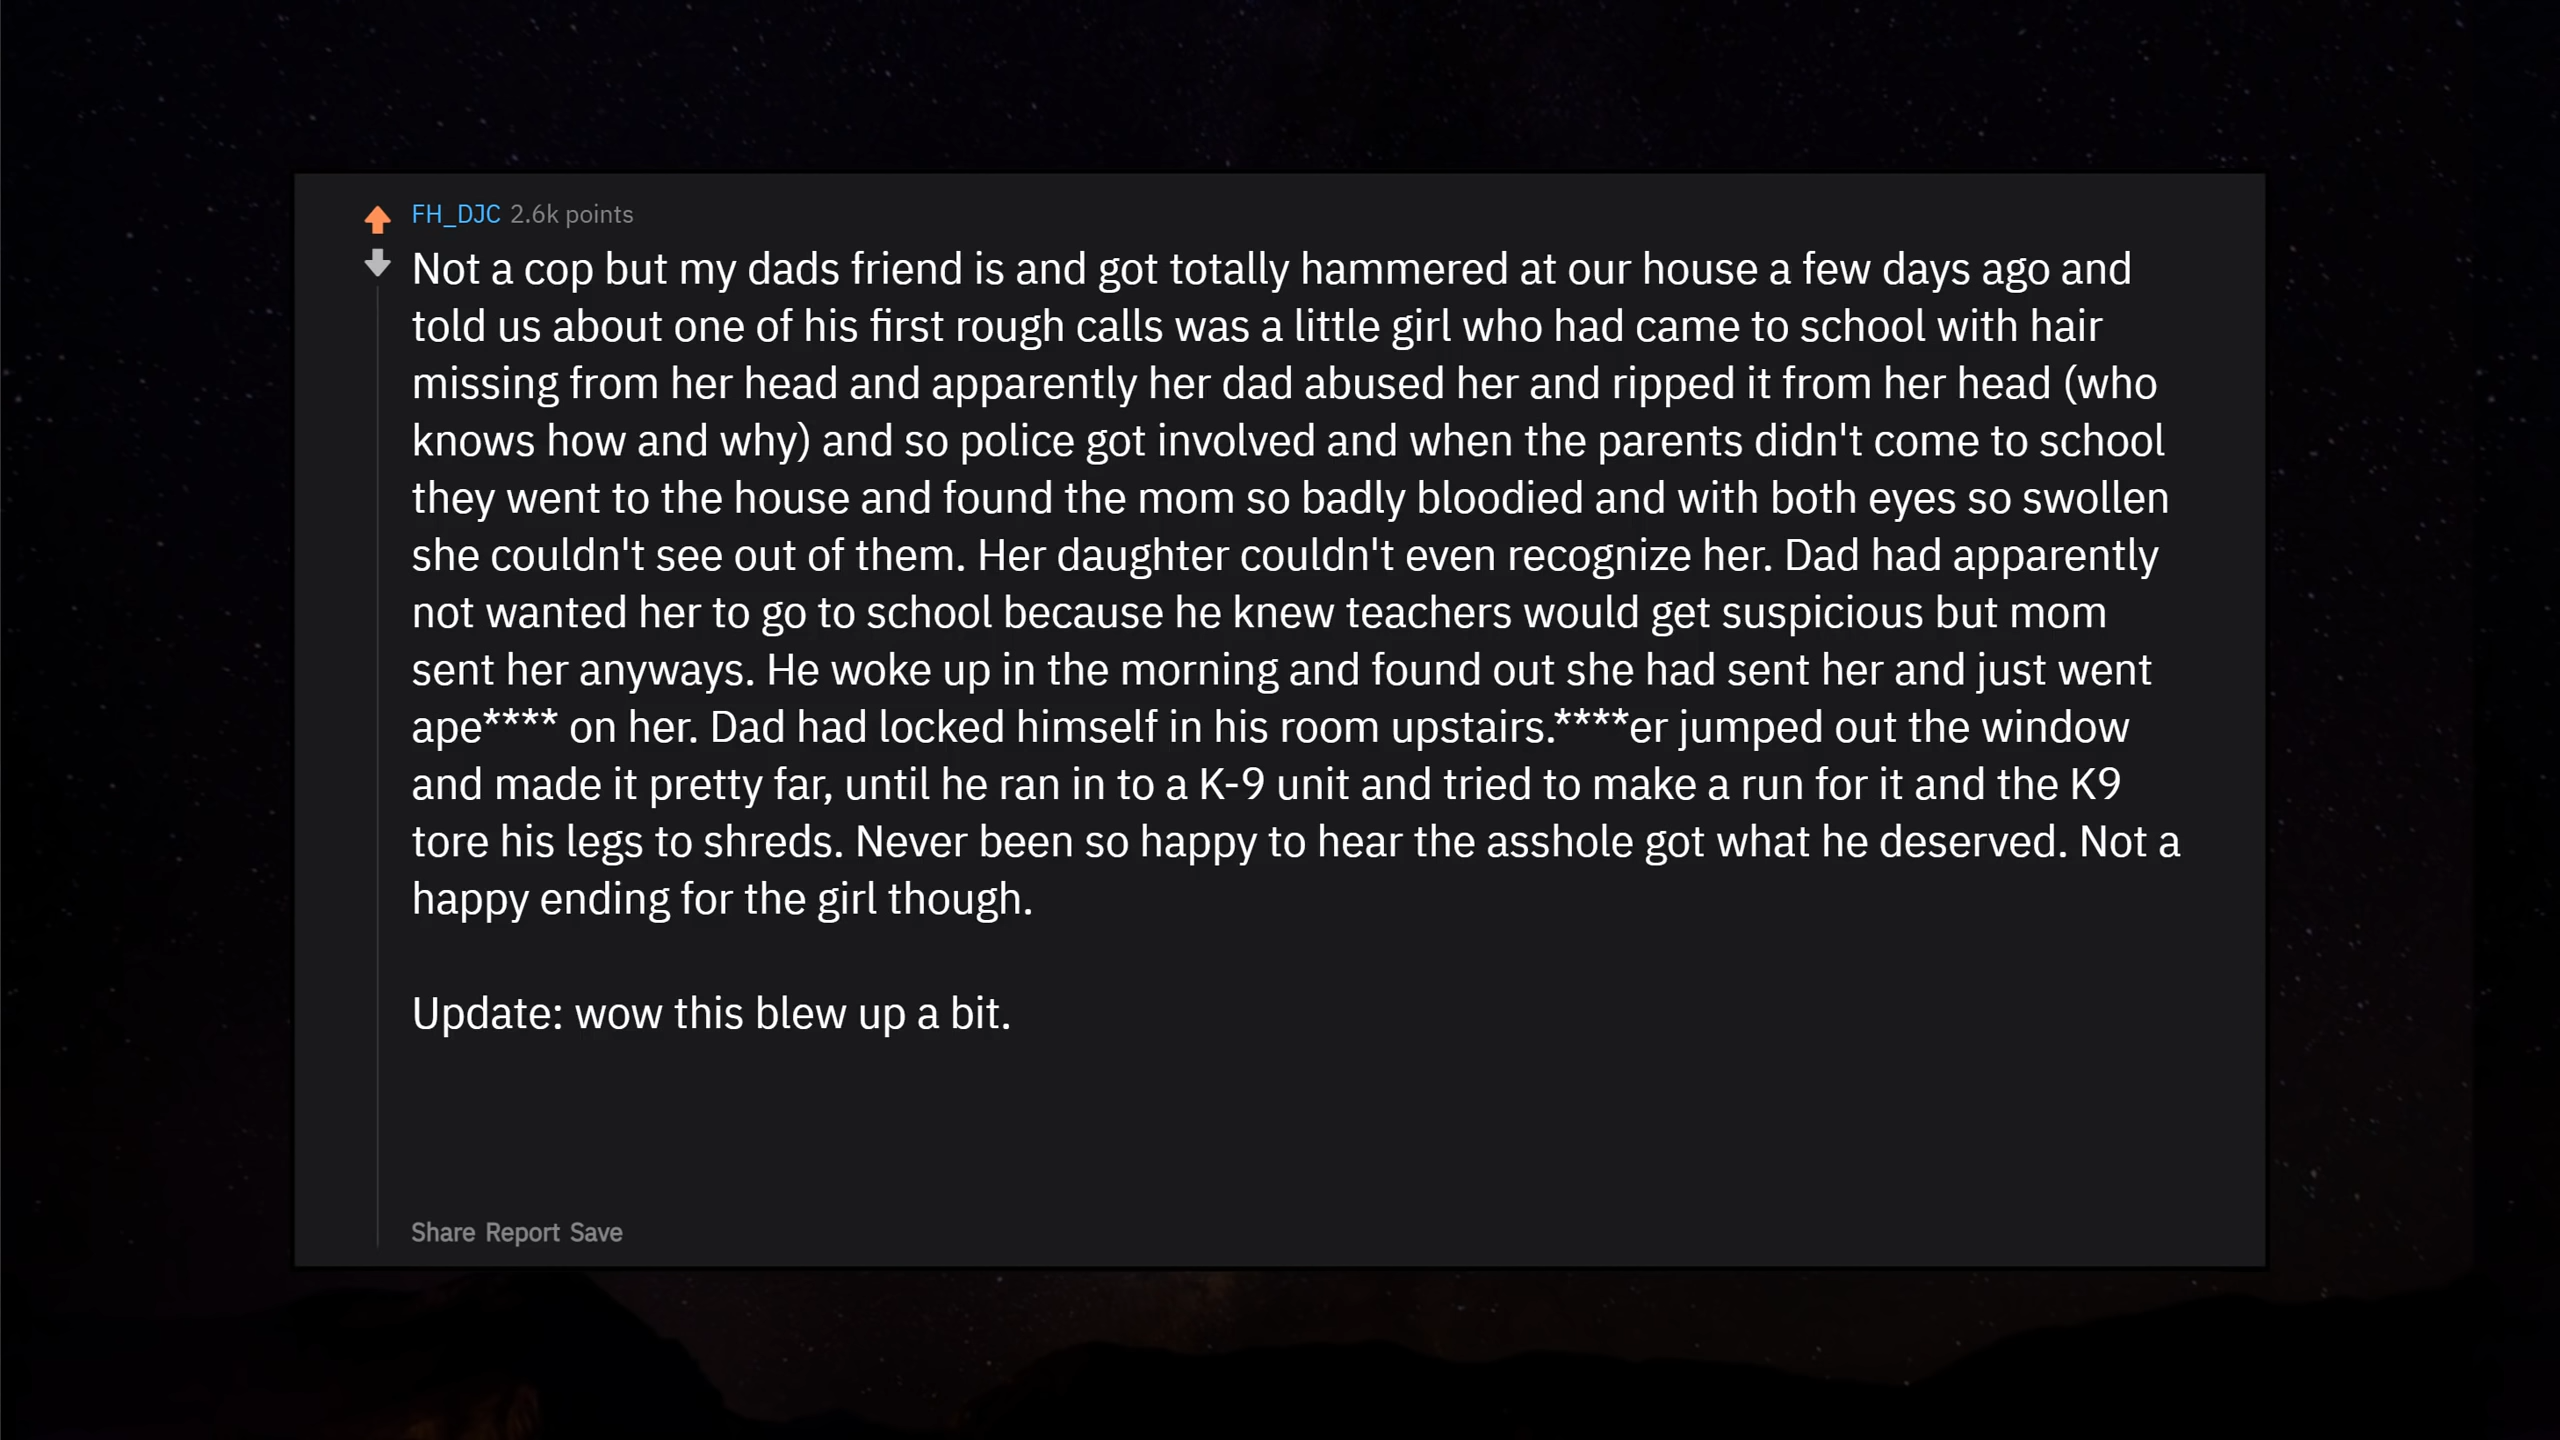 FH_DJC 2.6k points
Not a cop but my dads friend is and got totally hammered at our house a few days ago and
told us about one of his first rough calls was a little girl who had came to school with hair
missing from her head and apparently her dad abused her and ripped it from her head (who
knows how and why) and so police got involved and when the parents didn't come to school
they went to the house and found the mom so badly bloodied and with both eyes so swollen
she couldn't see out of them. Her daughter couldn't even recognize her. Dad had apparently
not wanted her to go to school because he knew teachers would get suspicious but mom
sent her anyways. He woke up in the morning and found out she had sent her and just went
ape**** on her. Dad had locked himself in his room upstairs.****er jumped out the window
and made it pretty far, until he ran in to a K-9 unit and tried to make a run for it and the K9
tore his legs to shreds. Never been so happy to hear the asshole got what he deserved. Not a
happy ending for the girl though.
Update: wow this blew up a bit.
Share Report Save